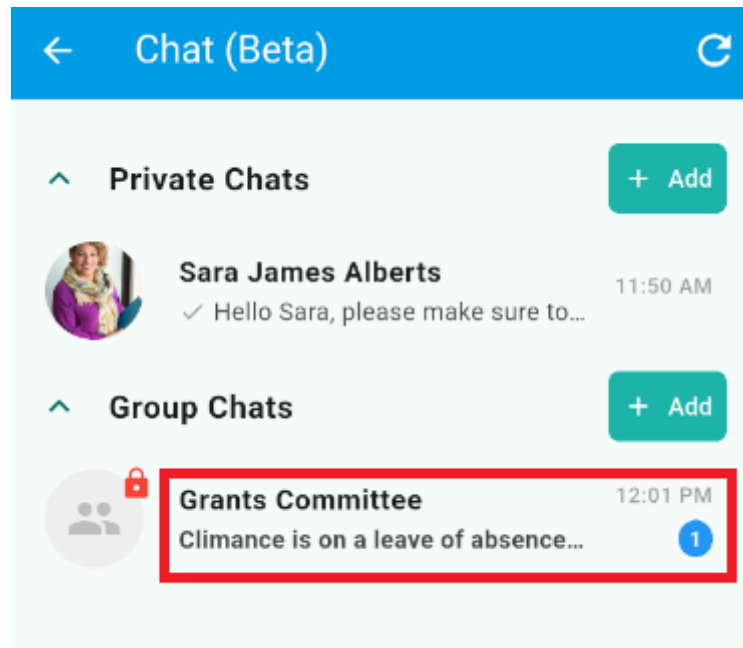 Chat (Beta)
Private Chats
+ Add
Sara James Alberts
11:50 AM
Hello Sara, please make sure to...
Group Chats
+ Add
Grants Committee
12:01 PM
Climance is on a leave of absence...
1